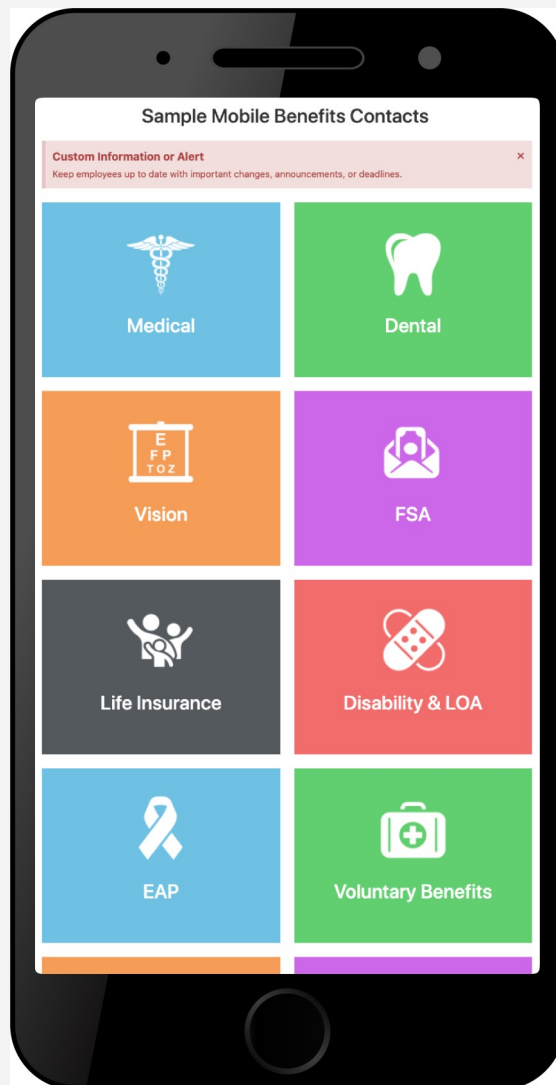 Sample Mobile Benefits Contacts
Custom Information or Alert ×
Keep employees up to date with important changes, announcements, or deadlines.
Medical
Dental
E
F P
T O Z
Vision
FSA
Life Insurance
Disability & LOA
EAP
Voluntary Benefits